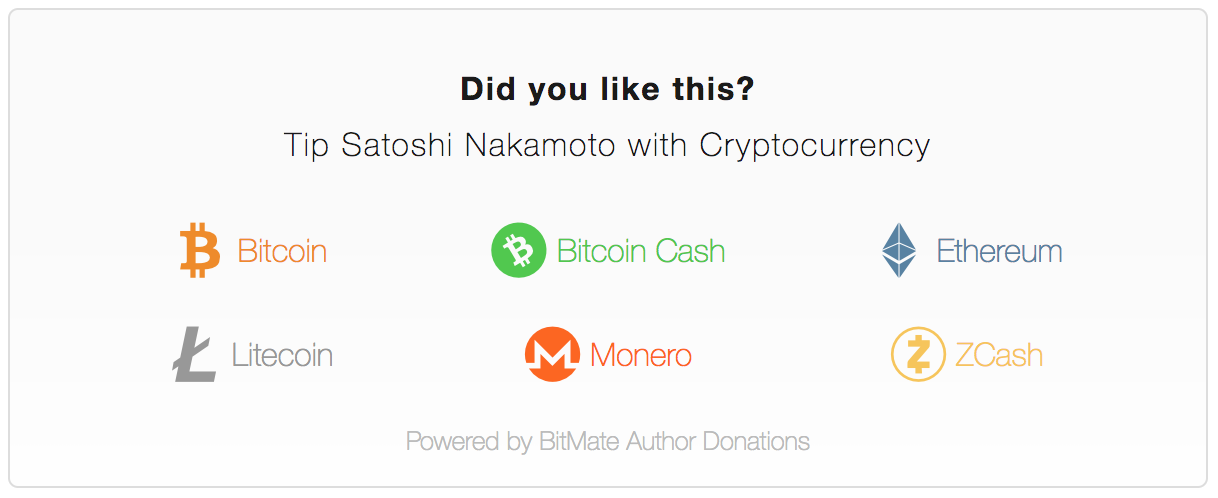 Did you like this?
Tip Satoshi Nakamoto with Cryptocurrency
Bitcoin
Bitcoin Cash
Ethereum
Litecoin
Monero
ZCash
Powered by BitMate Author Donations